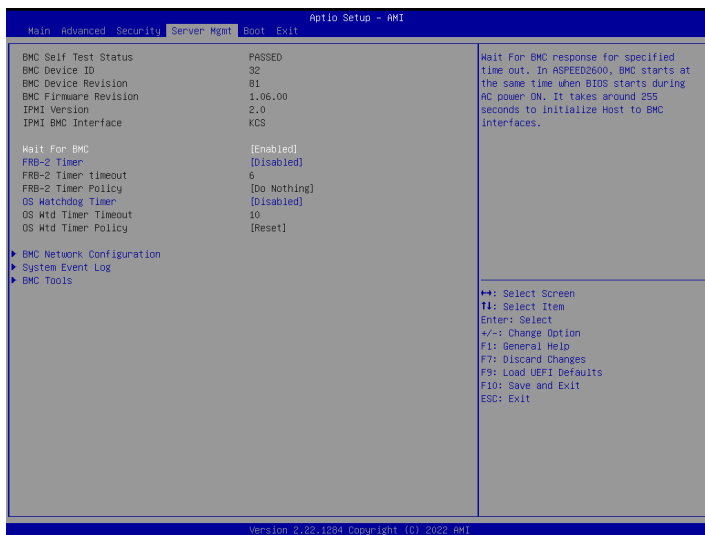 Aptio Setup – AMI
Main Advanced Security Server Mgmt Boot Exit
BMC Self Test Status PASSED
BMC Device ID 32
BMC Device Revision 81
BMC Firmware Revision 1.06.00
IPMI Version 2.0
IPMI BMC Interface KCS
Wait For BMC [Enabled]
FRB-2 Timer [Disabled]
FRB-2 Timer timeout 6
FRB-2 Timer Policy [Do Nothing]
OS Watchdog Timer [Disabled]
OS Wtd Timer Timeout 10
OS Wtd Timer Policy [Reset]
BMC Network Configuration
System Event Log
BMC Tools
Wait For BMC response for specified
time out. In ASPEED2600, BMC starts at
the same time when BIOS starts during
AC power ON. It takes around 255
seconds to initialize Host to BMC
interfaces.
↔: Select Screen
↑↓: Select Item
Enter: Select
+/-: Change Option
F1: General Help
F7: Discard Changes
F9: Load UEFI Defaults
F10: Save and Exit
ESC: Exit
Version 2.22.1284 Copyright (C) 2022 AMI